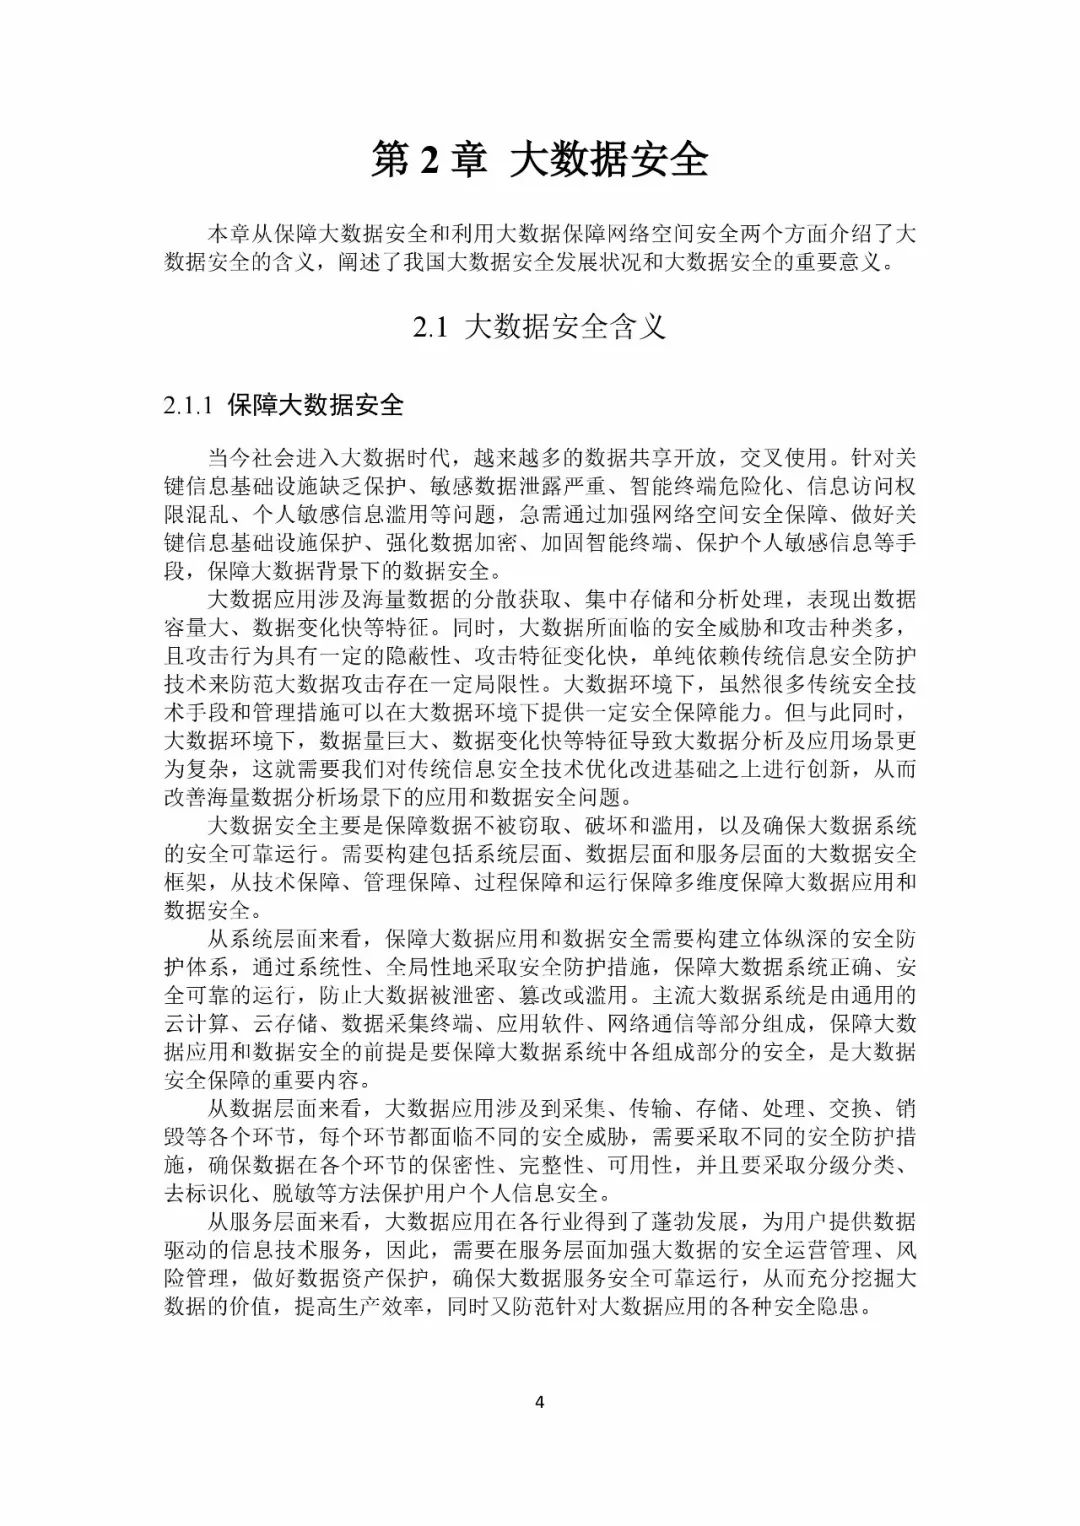 第 2 章 大数据安全
本章从保障大数据安全和利用大数据保障网络空间安全两个方面介绍了大
数据安全的含义，阐述了我国大数据安全发展状况和大数据安全的重要意义。
2.1 大数据安全含义
2.1.1 保障大数据安全
当今社会进入大数据时代，越来越多的数据共享开放，交叉使用。针对关
键信息基础设施缺乏保护、敏感数据泄露严重、智能终端危险化、信息访问权
限混乱、个人敏感信息滥用等问题，急需通过加强网络空间安全保障、做好关
键信息基础设施保护、强化数据加密、加固智能终端、保护个人敏感信息等手
段，保障大数据背景下的数据安全。
大数据应用涉及海量数据的分散获取、集中存储和分析处理，表现出数据
容量大、数据变化快等特征。同时，大数据所面临的安全威胁和攻击种类多，
且攻击行为具有一定的隐蔽性、攻击特征变化快，单纯依赖传统信息安全防护
技术来防范大数据攻击存在一定局限性。大数据环境下，虽然很多传统安全技
术手段和管理措施可以在大数据环境下提供一定安全保障能力。但与此同时，
大数据环境下，数据量巨大、数据变化快等特征导致大数据分析及应用场景更
为复杂，这就需要我们对传统信息安全技术优化改进基础之上进行创新，从而
改善海量数据分析场景下的应用和数据安全问题。
大数据安全主要是保障数据不被窃取、破坏和滥用，以及确保大数据系统
的安全可靠运行。需要构建包括系统层面、数据层面和服务层面的大数据安全
框架，从技术保障、管理保障、过程保障和运行保障多维度保障大数据应用和
数据安全。
从系统层面来看，保障大数据应用和数据安全需要构建立体纵深的安全防
护体系，通过系统性、全局性地采取安全防护措施，保障大数据系统正确、安
全可靠的运行，防止大数据被泄密、篡改或滥用。主流大数据系统是由通用的
云计算、云存储、数据采集终端、应用软件、网络通信等部分组成，保障大数
据应用和数据安全的前提是要保障大数据系统中各组成部分的安全，是大数据
安全保障的重要内容。
从数据层面来看，大数据应用涉及到采集、传输、存储、处理、交换、销
毁等各个环节，每个环节都面临不同的安全威胁，需要采取不同的安全防护措
施，确保数据在各个环节的保密性、完整性、可用性，并且要采取分级分类、
去标识化、脱敏等方法保护用户个人信息安全。
从服务层面来看，大数据应用在各行业得到了蓬勃发展，为用户提供数据
驱动的信息技术服务，因此，需要在服务层面加强大数据的安全运营管理、风
险管理，做好数据资产保护，确保大数据服务安全可靠运行，从而充分挖掘大
数据的价值，提高生产效率，同时又防范针对大数据应用的各种安全隐患。
4